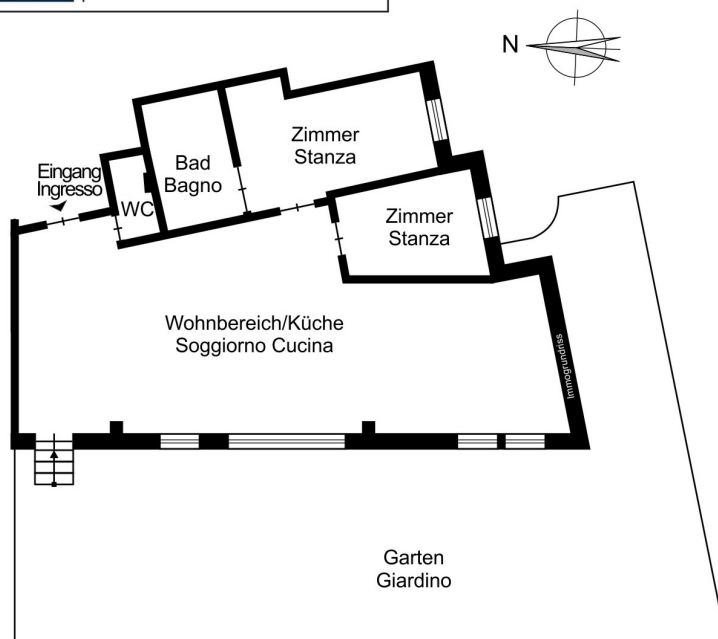 N
Zimmer
Stanza
Bad
Bagno
Eingang
Ingresso
WC
Zimmer
Stanza
Wohnbereich/Küche
Soggiorno Cucina
Immogrundriss
Garten
Giardino